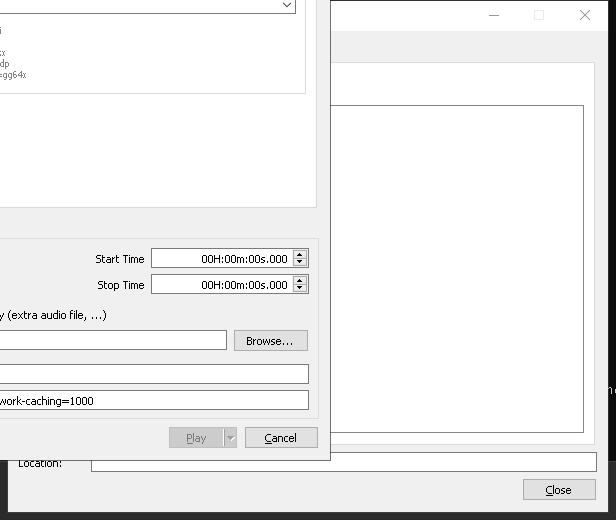 i
xx
dp
=gg64x
Start Time
00H:00m:00s.000
Stop Time
00H:00m:00s.000
y (extra audio file, ...)
Browse...
work-caching=1000
Play
Cancel
Location:
Close